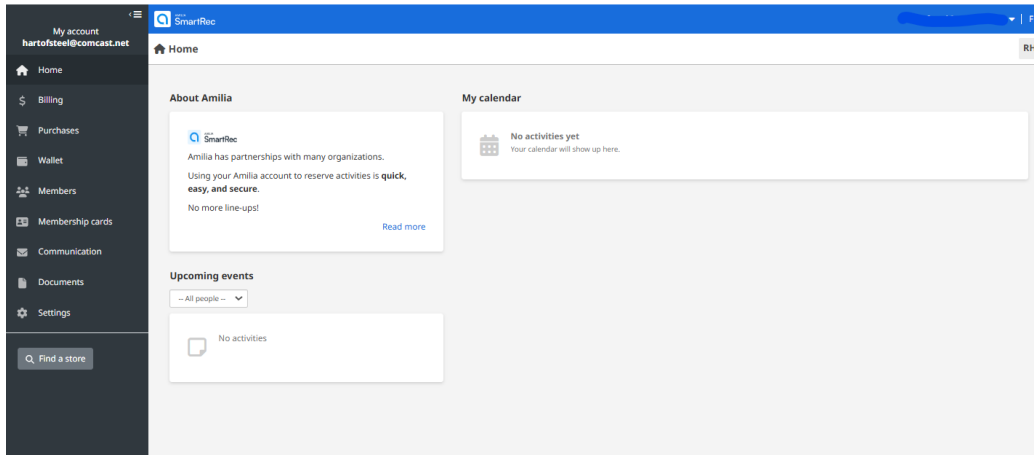 My account
hartofsteel@comcast.net
Home
Billing
Purchases
Wallet
Members
Membership cards
Communication
Documents
Settings
Find a store
SmartRec
F
Home
RH
About Amilia
SmartRec
Amilia has partnerships with many organizations.
Using your Amilia account to reserve activities is quick,
easy, and secure.
No more line-ups!
Read more
My calendar
No activities yet
Your calendar will show up here.
Upcoming events
-- All people --
No activities